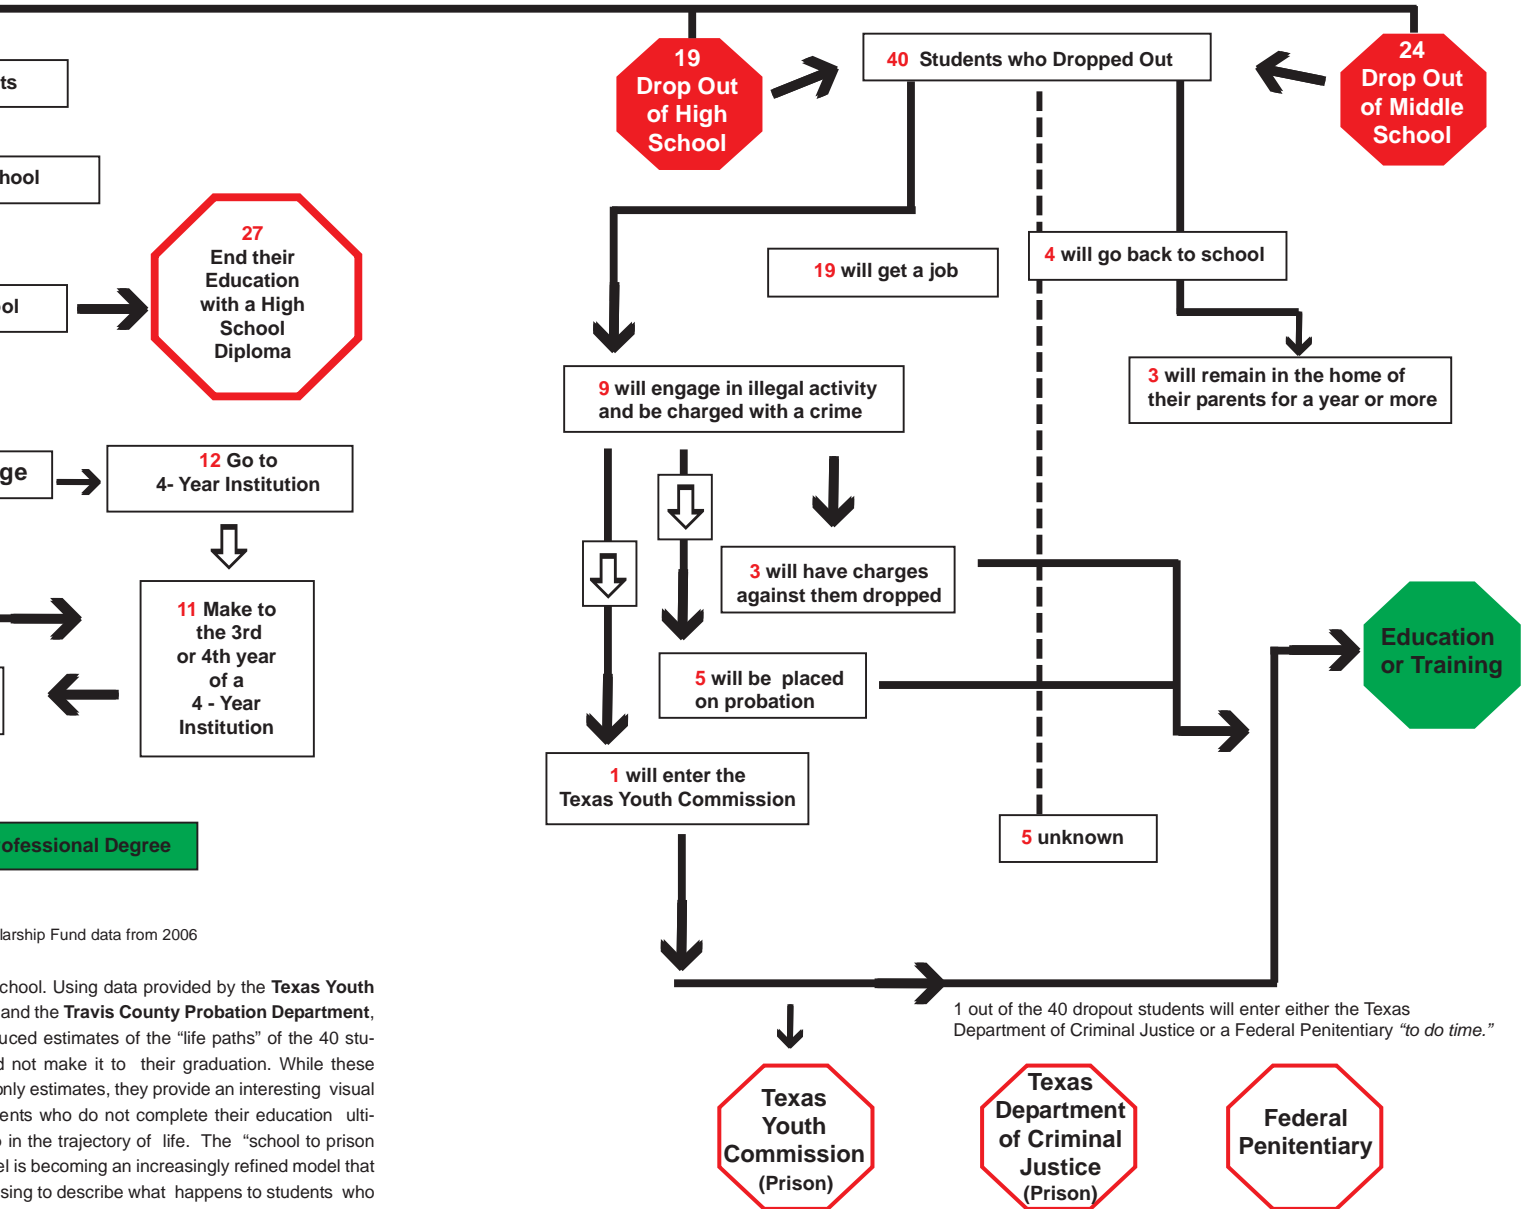 19
Drop Out
of High
School
40 Students who Dropped Out
24
Drop Out
of Middle
School
ts
hool
27
End their
Education
with a High
School
Diploma
ol
19 will get a job
4 will go back to school
9 will engage in illegal activity
and be charged with a crime
3 will remain in the home of
their parents for a year or more
ge
12 Go to
4- Year Institution
11 Make to
the 3rd
or 4th year
of a
4 - Year
Institution
3 will have charges
against them dropped
5 will be placed
on probation
1 will enter the
Texas Youth Commission
Education
or Training
5 unknown
ofessional Degree
larship Fund data from 2006
chool. Using data provided by the Texas Youth
and the Travis County Probation Department,
uced estimates of the “life paths” of the 40 stu-
d not make it to their graduation. While these
only estimates, they provide an interesting visual
ents who do not complete their education ulti-
o in the trajectory of life. The “school to prison
el is becoming an increasingly refined model that
sing to describe what happens to students who
1 out of the 40 dropout students will enter either the Texas
Department of Criminal Justice or a Federal Penitentiary “to do time.”
Texas
Youth
Commission
(Prison)
Texas
Department
of Criminal
Justice
(Prison)
Federal
Penitentiary